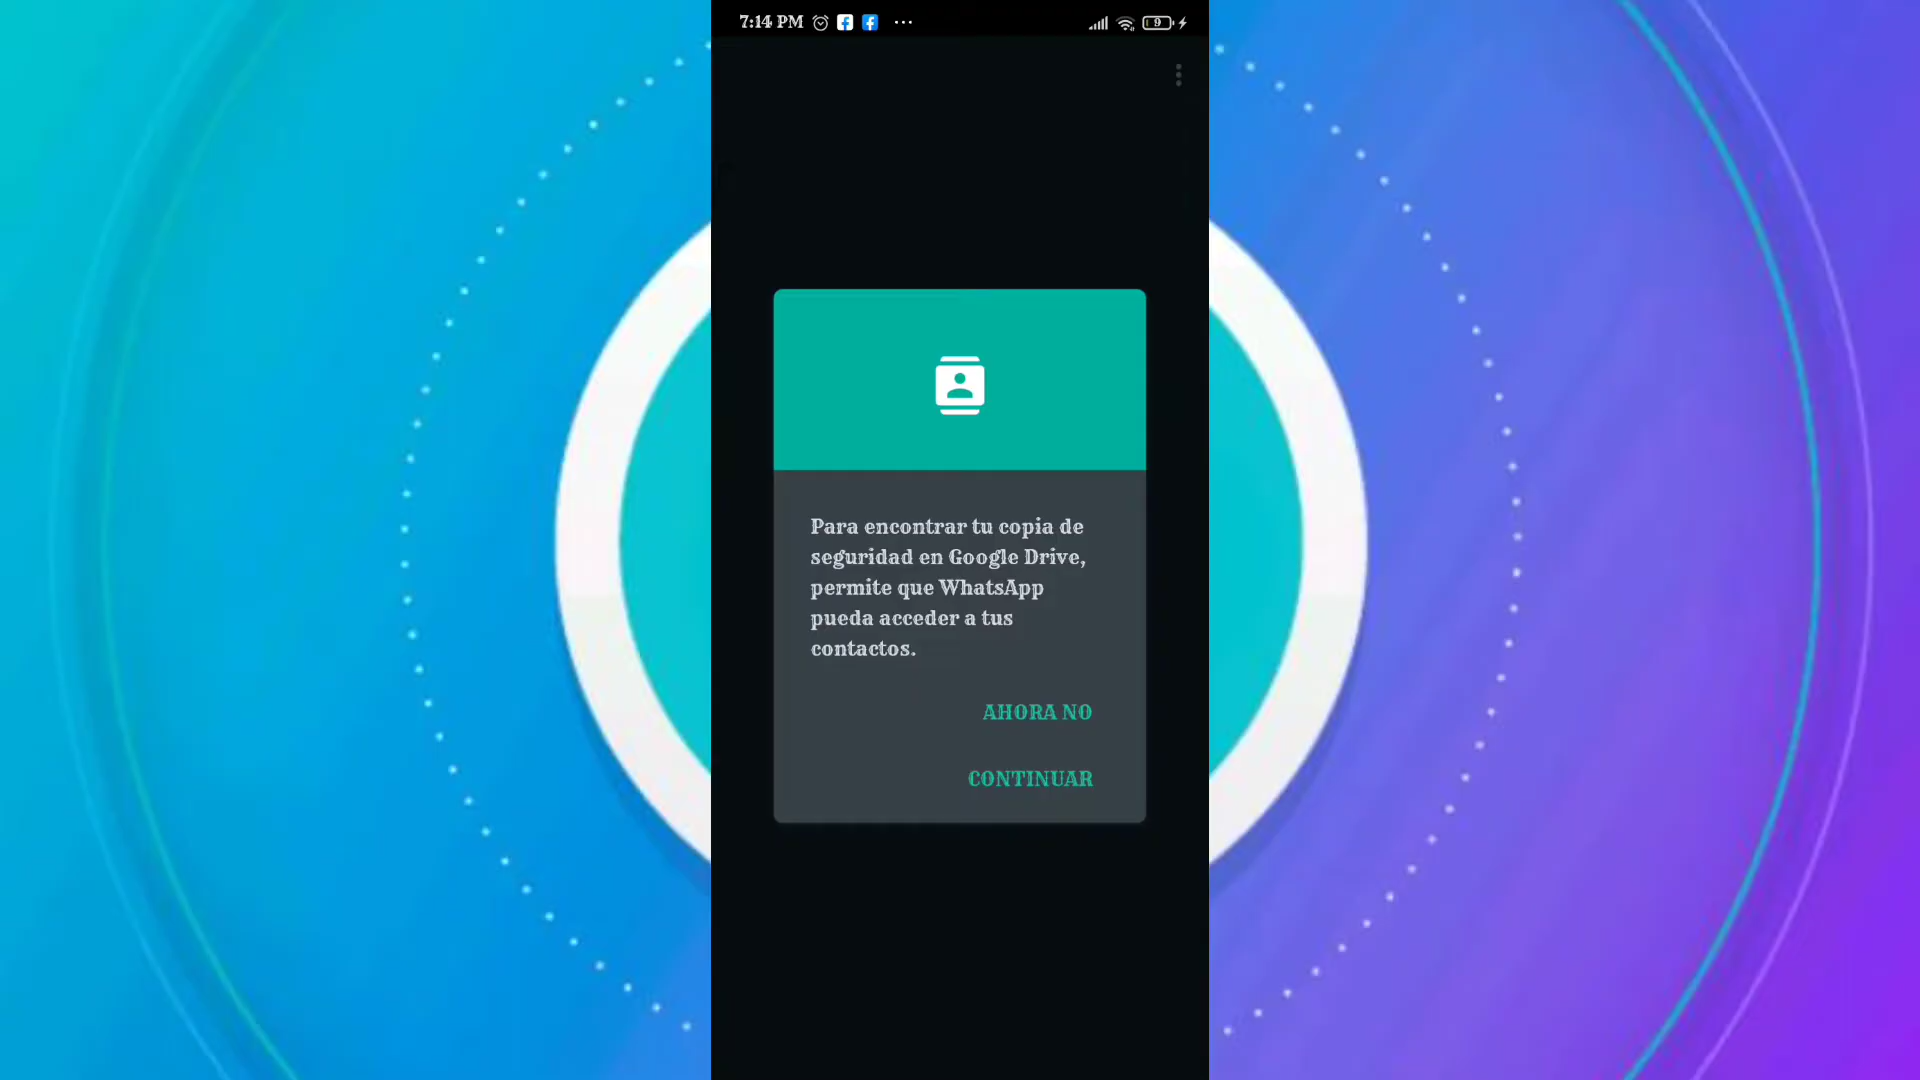 7:14 PM
9
Para encontrar tu copia de
seguridad en Google Drive,
permite que WhatsApp
pueda acceder a tus
contactos.
AHORA NO
CONTINUAR